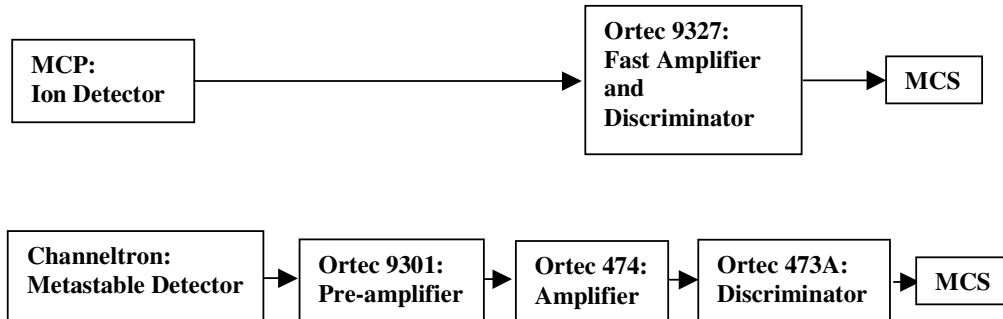 MCP:
Ion Detector
Ortec 9327:
Fast Amplifier
and
Discriminator
MCS
Channeltron:
Metastable Detector
Ortec 9301:
Pre-amplifier
Ortec 474:
Amplifier
Ortec 473A:
Discriminator
MCS